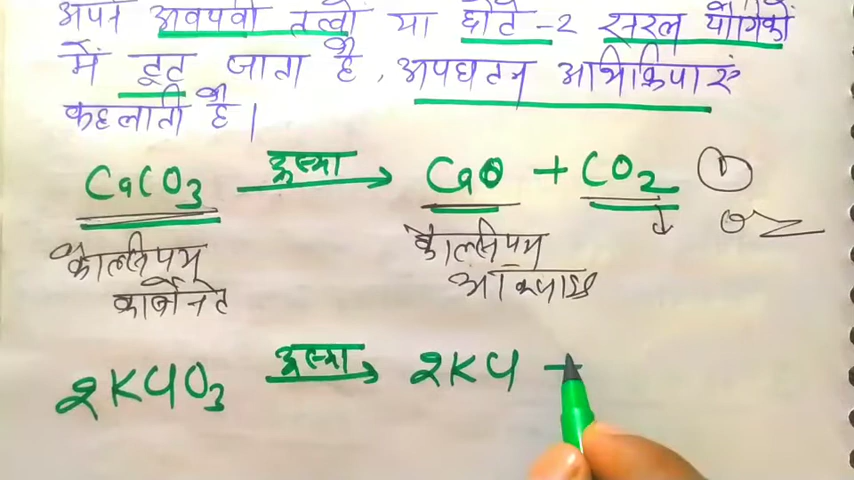 अपने अवयवी तत्वों या छोटे-2 सरल यौगिकों
में टूट जाता है, अपघटन अभिक्रियाएं
कहलाती है।
CaCO3 ऊष्मा CaO + CO2 ①
कैल्सियम कार्बोनेट
कैल्सियम ऑक्साइड
2KClO3 ऊष्मा 2KCl +